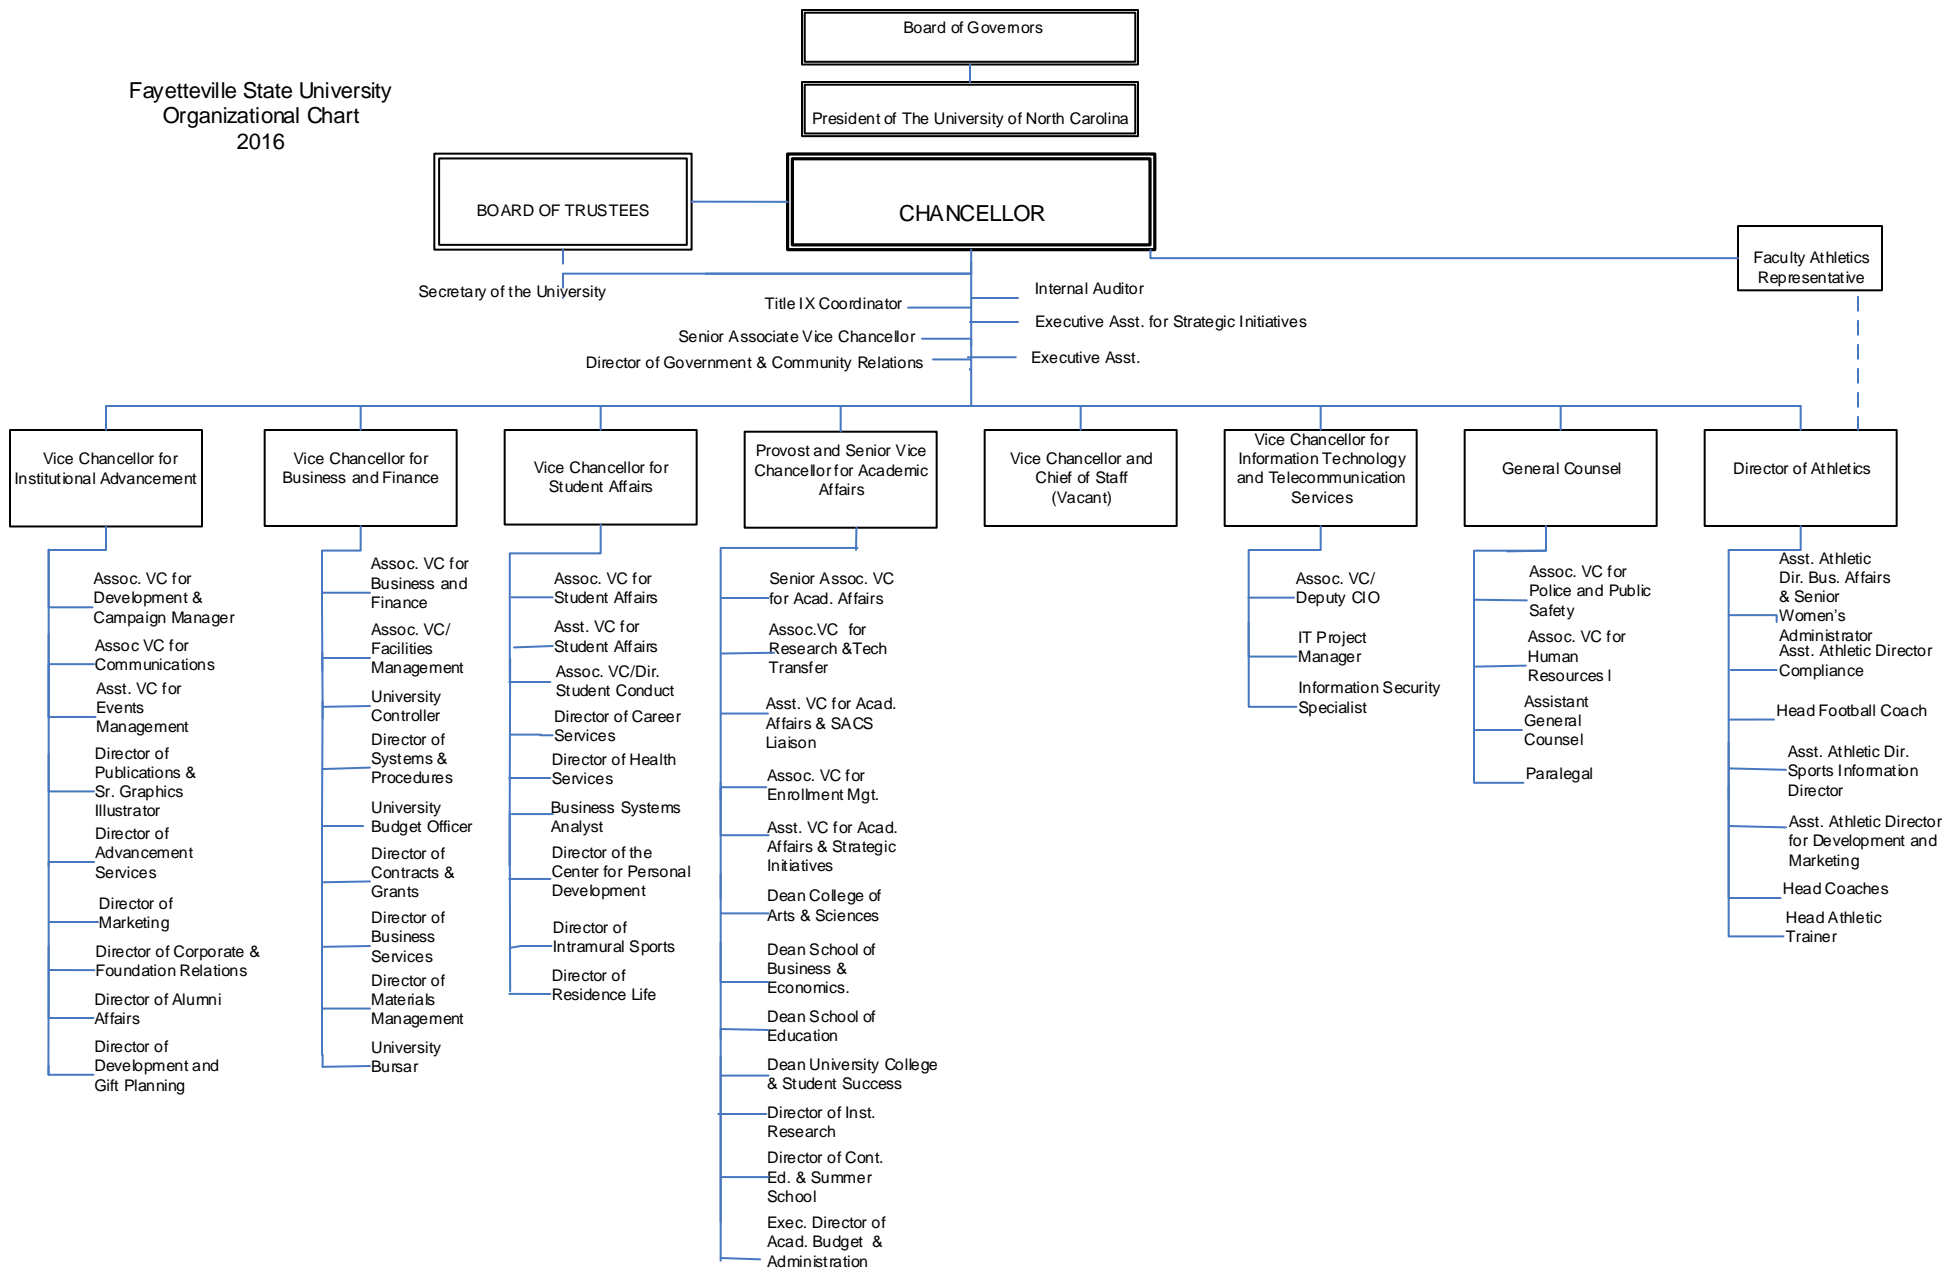 Board of Governors
President of The University of North Carolina
Fayetteville State University
Organizational Chart
2016
BOARD OF TRUSTEES
CHANCELLOR
Faculty Athletics
Representative
Secretary of the University
Title IX Coordinator
Senior Associate Vice Chancellor
Director of Government & Community Relations
Internal Auditor
Executive Asst. for Strategic Initiatives
Executive Asst.
Vice Chancellor for
Institutional Advancement
Assoc. VC for
Development &
Campaign Manager
Assoc VC for
Communications
Asst. VC for
Events
Management
Director of
Publications &
Sr. Graphics
Illustrator
Director of
Advancement
Services
Director of
Marketing
Director of Corporate &
Foundation Relations
Director of Alumni
Affairs
Director of
Development and
Gift Planning
Vice Chancellor for
Business and Finance
Assoc. VC for
Business and
Finance
Assoc. VC/
Facilities
Management
University
Controller
Director of
Systems &
Procedures
University
Budget Officer
Director of
Contracts &
Grants
Director of
Business
Services
Director of
Materials
Management
University
Bursar
Vice Chancellor for
Student Affairs
Assoc. VC for
Student Affairs
Asst. VC for
Student Affairs
Assoc. VC/Dir.
Student Conduct
Director of Career
Services
Director of Health
Services
Business Systems
Analyst
Director of the
Center for Personal
Development
Director of
Intramural Sports
Director of
Residence Life
Provost and Senior Vice
Chancellor for Academic
Affairs
Senior Assoc. VC
for Acad. Affairs
Assoc.VC for
Research &Tech
Transfer
Asst. VC for Acad.
Affairs & SACS
Liaison
Assoc. VC for
Enrollment Mgt.
Asst. VC for Acad.
Affairs & Strategic
Initiatives
Dean College of
Arts & Sciences
Dean School of
Business &
Economics.
Dean School of
Education
Dean University College
& Student Success
Director of Inst.
Research
Director of Cont.
Ed. & Summer
School
Exec. Director of
Acad. Budget &
Administration
Vice Chancellor and
Chief of Staff
(Vacant)
Vice Chancellor for
Information Technology
and Telecommunication
Services
Assoc. VC/
Deputy CIO
IT Project
Manager
Information Security
Specialist
General Counsel
Assoc. VC for
Police and Public
Safety
Assoc. VC for
Human
Resources I
Assistant
General
Counsel
Paralegal
Director of Athletics
Asst. Athletic
Dir. Bus. Affairs
& Senior
Women's
Administrator
Asst. Athletic Director
Compliance
Head Football Coach
Asst. Athletic Dir.
Sports Information
Director
Asst. Athletic Director
for Development and
Marketing
Head Coaches
Head Athletic
Trainer